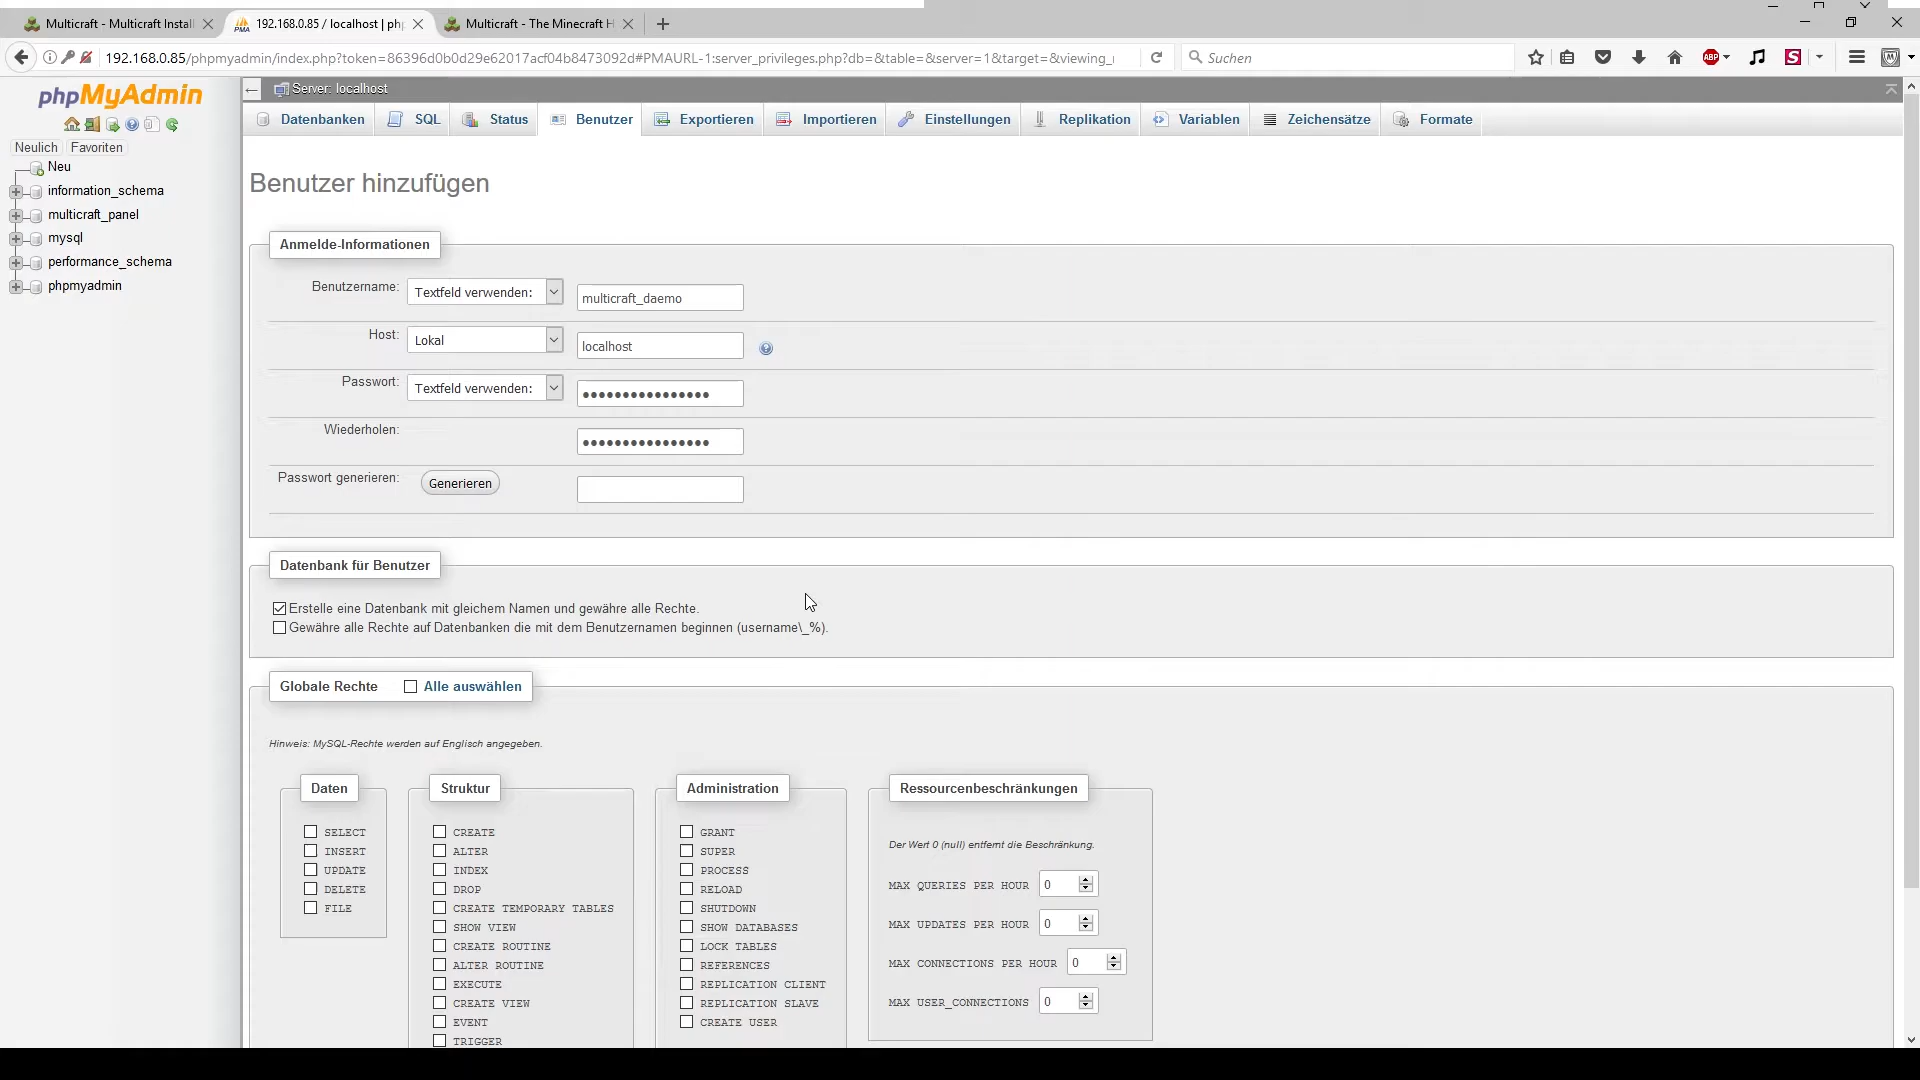 Multicraft - Multicraft Instal
192.168.0.85 / localhost | ph
Multicraft - The Minecraft H
192.168.0.85/phpmyadmin/index.php?token=86396d0b0d29e62017acf04b8473092d#PMAURL-1:server_privileges.php?db=&table=&server=1&target=&viewing_
Suchen
ABP
phpMyAdmin
Server: localhost
Datenbanken
SQL
Status
Benutzer
Exportieren
Importieren
Einstellungen
Replikation
Variablen
Zeichensätze
Formate
Neulich
Favoriten
Neu
information_schema
multicraft_panel
mysql
performance_schema
phpmyadmin
Benutzer hinzufügen
Anmelde-Informationen
Benutzername: Textfeld verwenden: multicraft_daemo
Host: Lokal localhost
Passwort: Textfeld verwenden: ••••••••••••••••
Wiederholen: ••••••••••••••••
Passwort generieren: Generieren
Datenbank für Benutzer
Erstelle eine Datenbank mit gleichem Namen und gewähre alle Rechte.
Gewähre alle Rechte auf Datenbanken die mit dem Benutzernamen beginnen (username\_%).
Globale Rechte Alle auswählen
Hinweis: MySQL-Rechte werden auf Englisch angegeben.
Daten
SELECT
INSERT
UPDATE
DELETE
FILE
Struktur
CREATE
ALTER
INDEX
DROP
CREATE TEMPORARY TABLES
SHOW VIEW
CREATE ROUTINE
ALTER ROUTINE
EXECUTE
CREATE VIEW
EVENT
TRIGGER
Administration
GRANT
SUPER
PROCESS
RELOAD
SHUTDOWN
SHOW DATABASES
LOCK TABLES
REFERENCES
REPLICATION CLIENT
REPLICATION SLAVE
CREATE USER
Ressourcenbeschränkungen
Der Wert 0 (null) entfernt die Beschränkung.
MAX QUERIES PER HOUR 0
MAX UPDATES PER HOUR 0
MAX CONNECTIONS PER HOUR 0
MAX USER_CONNECTIONS 0